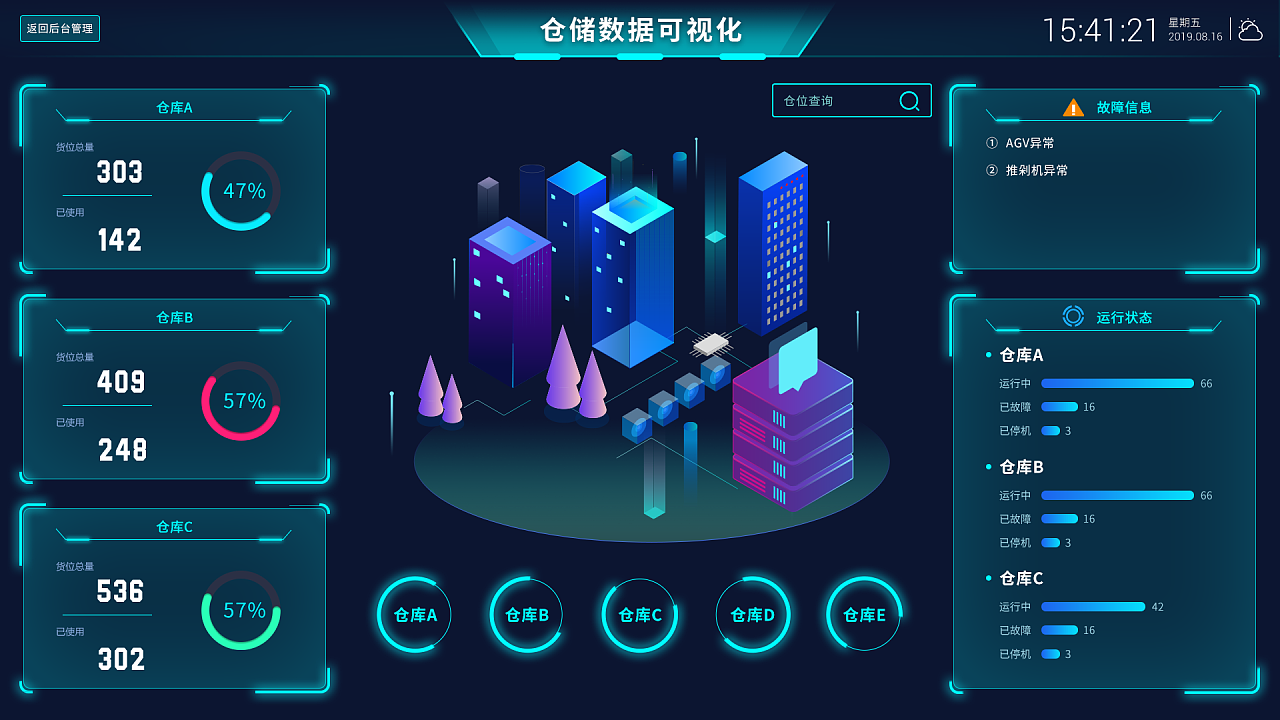 返回后台管理
仓储数据可视化
15:41:21
星期五
2019.08.16
仓库A
货位总量
303
已使用
142
47%
仓库B
货位总量
409
已使用
248
57%
仓库C
货位总量
536
已使用
302
57%
仓位查询
仓库A
仓库B
仓库C
仓库D
仓库E
故障信息
① AGV异常
② 推剁机异常
运行状态
仓库A
运行中 66
已故障 16
已停机 3
仓库B
运行中 66
已故障 16
已停机 3
仓库C
运行中 42
已故障 16
已停机 3